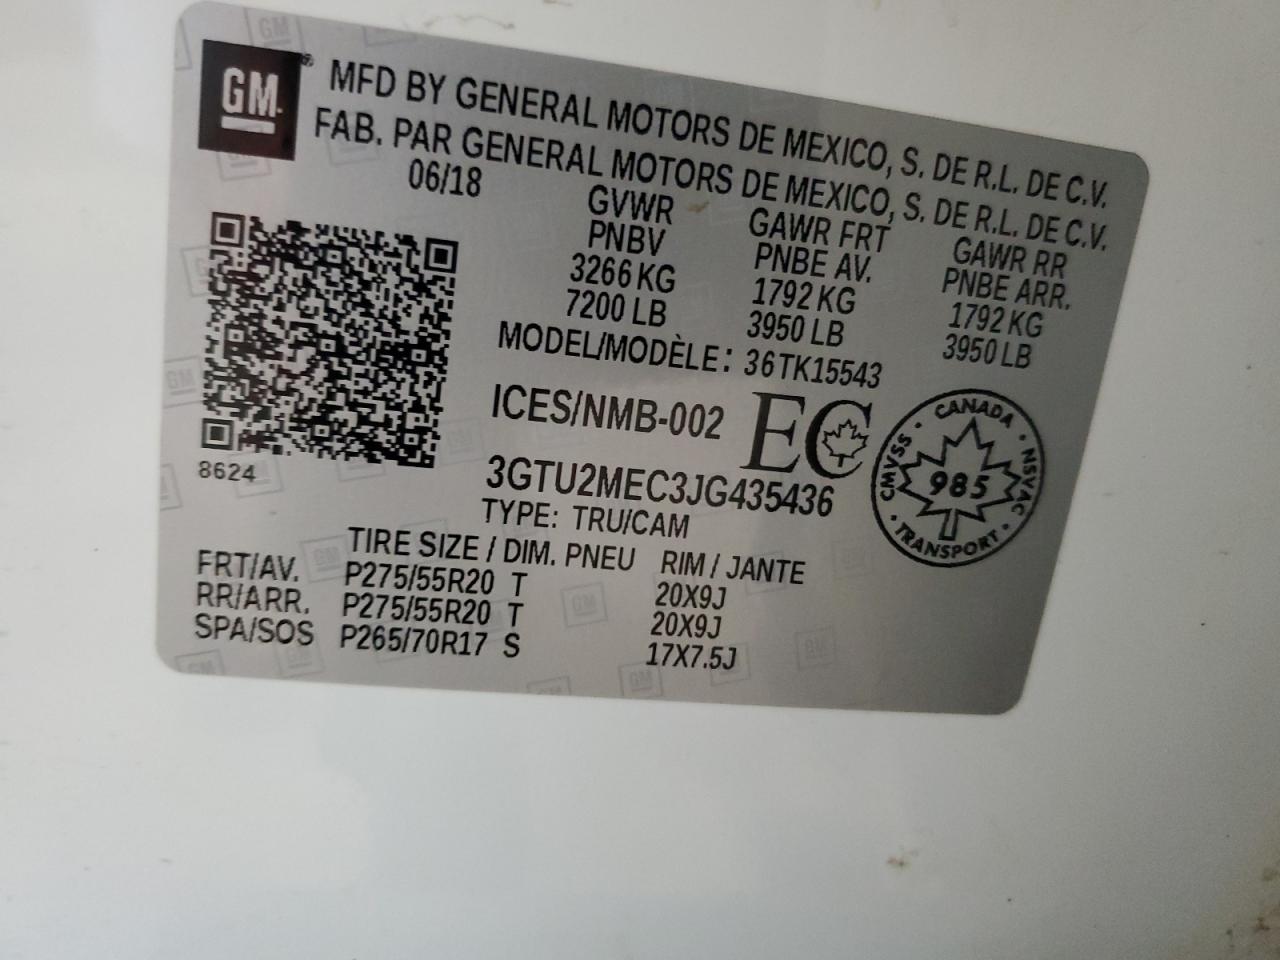 GM
MFD BY GENERAL MOTORS DE MEXICO, S. DE R.L. DE C.V.
FAB. PAR GENERAL MOTORS DE MEXICO, S. DE R.L. DE C.V.
06/18 GVWR GAWR FRT GAWR RR
PNBV PNBE AV. PNBE ARR.
3266 KG 1792 KG 1792 KG
7200 LB 3950 LB 3950 LB
MODEL/MODÈLE: 36TK15543
ICES/NMB-002 EC
CANADA
CMVSS · 985 · NSVAC
· TRANSPORT ·
8624
3GTU2MEC3JG435436
TYPE: TRU/CAM
TIRE SIZE / DIM. PNEU RIM / JANTE
FRT/AV. P275/55R20 T 20X9J
RR/ARR. P275/55R20 T 20X9J
SPA/SOS P265/70R17 S 17X7.5J